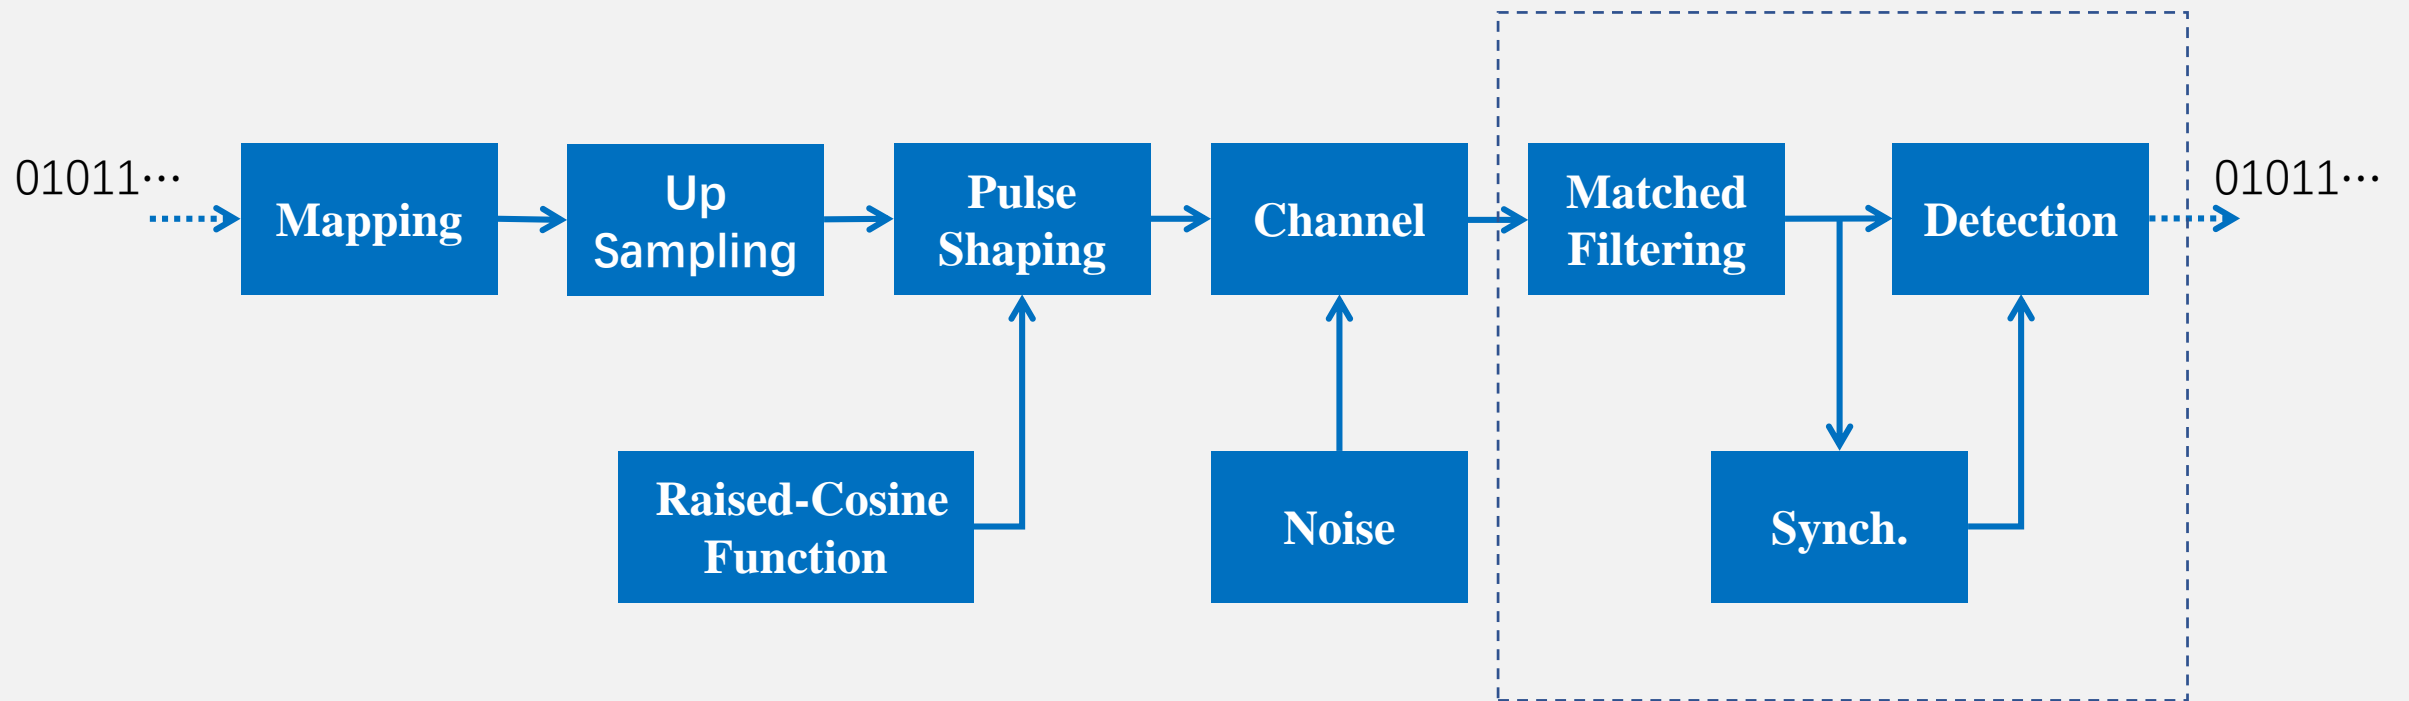 01011···
Mapping
Up
Sampling
Pulse
Shaping
Channel
Matched
Filtering
Detection
01011···
Raised-Cosine
Function
Noise
Synch.